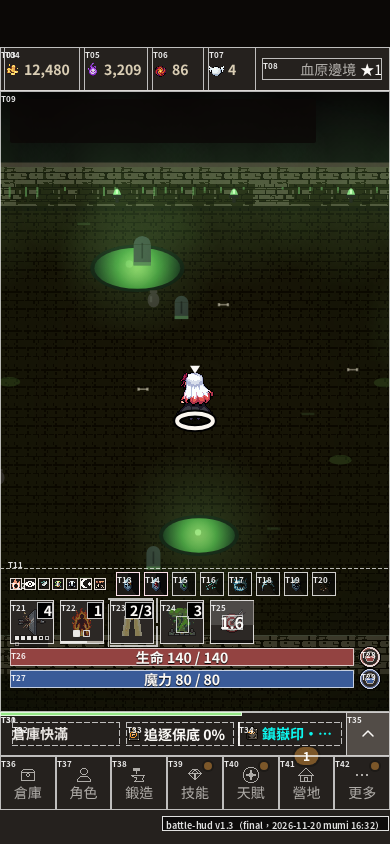 T04 12,480 T05 3,209 T06 86 T07 4 T08 血原邊境 ★1
T09
T11
T13 T14 T15 T16 T17 T18 T19 T20
T21 4 T22 1 T23 2/3 T24 3 T25 1.6
T26 生命 140 / 140 T28
T27 魔力 80 / 80 T29
倉庫快滿 T33 追逐保底 0% T34 鎮獄印・⋯ T35
1
T36 倉庫 T37 角色 T38 鍛造 T39 技能 T40 天賦 T41 營地 T42 更多
battle-hud v1.3 (final，2026-11-20 mumi 16:32)